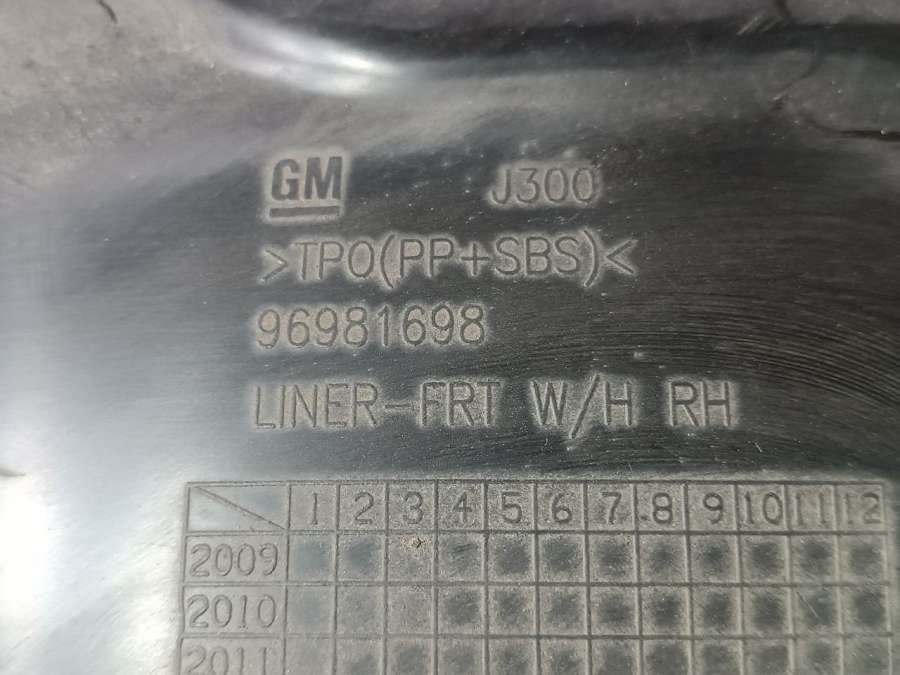 GM J300
>TPO(PP+SBS)<
96981698
LINER-FRT W/H RH
1 2 3 4 5 6 7 8 9 10 11 12
2009
2010
2011